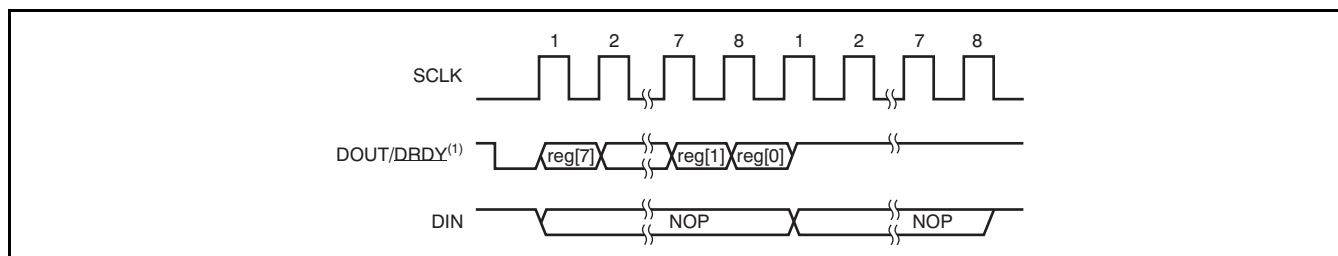 1 2 7 8 1 2 7 8
SCLK
DOUT/DRDY(1) reg[7] reg[1] reg[0]
DIN NOP NOP